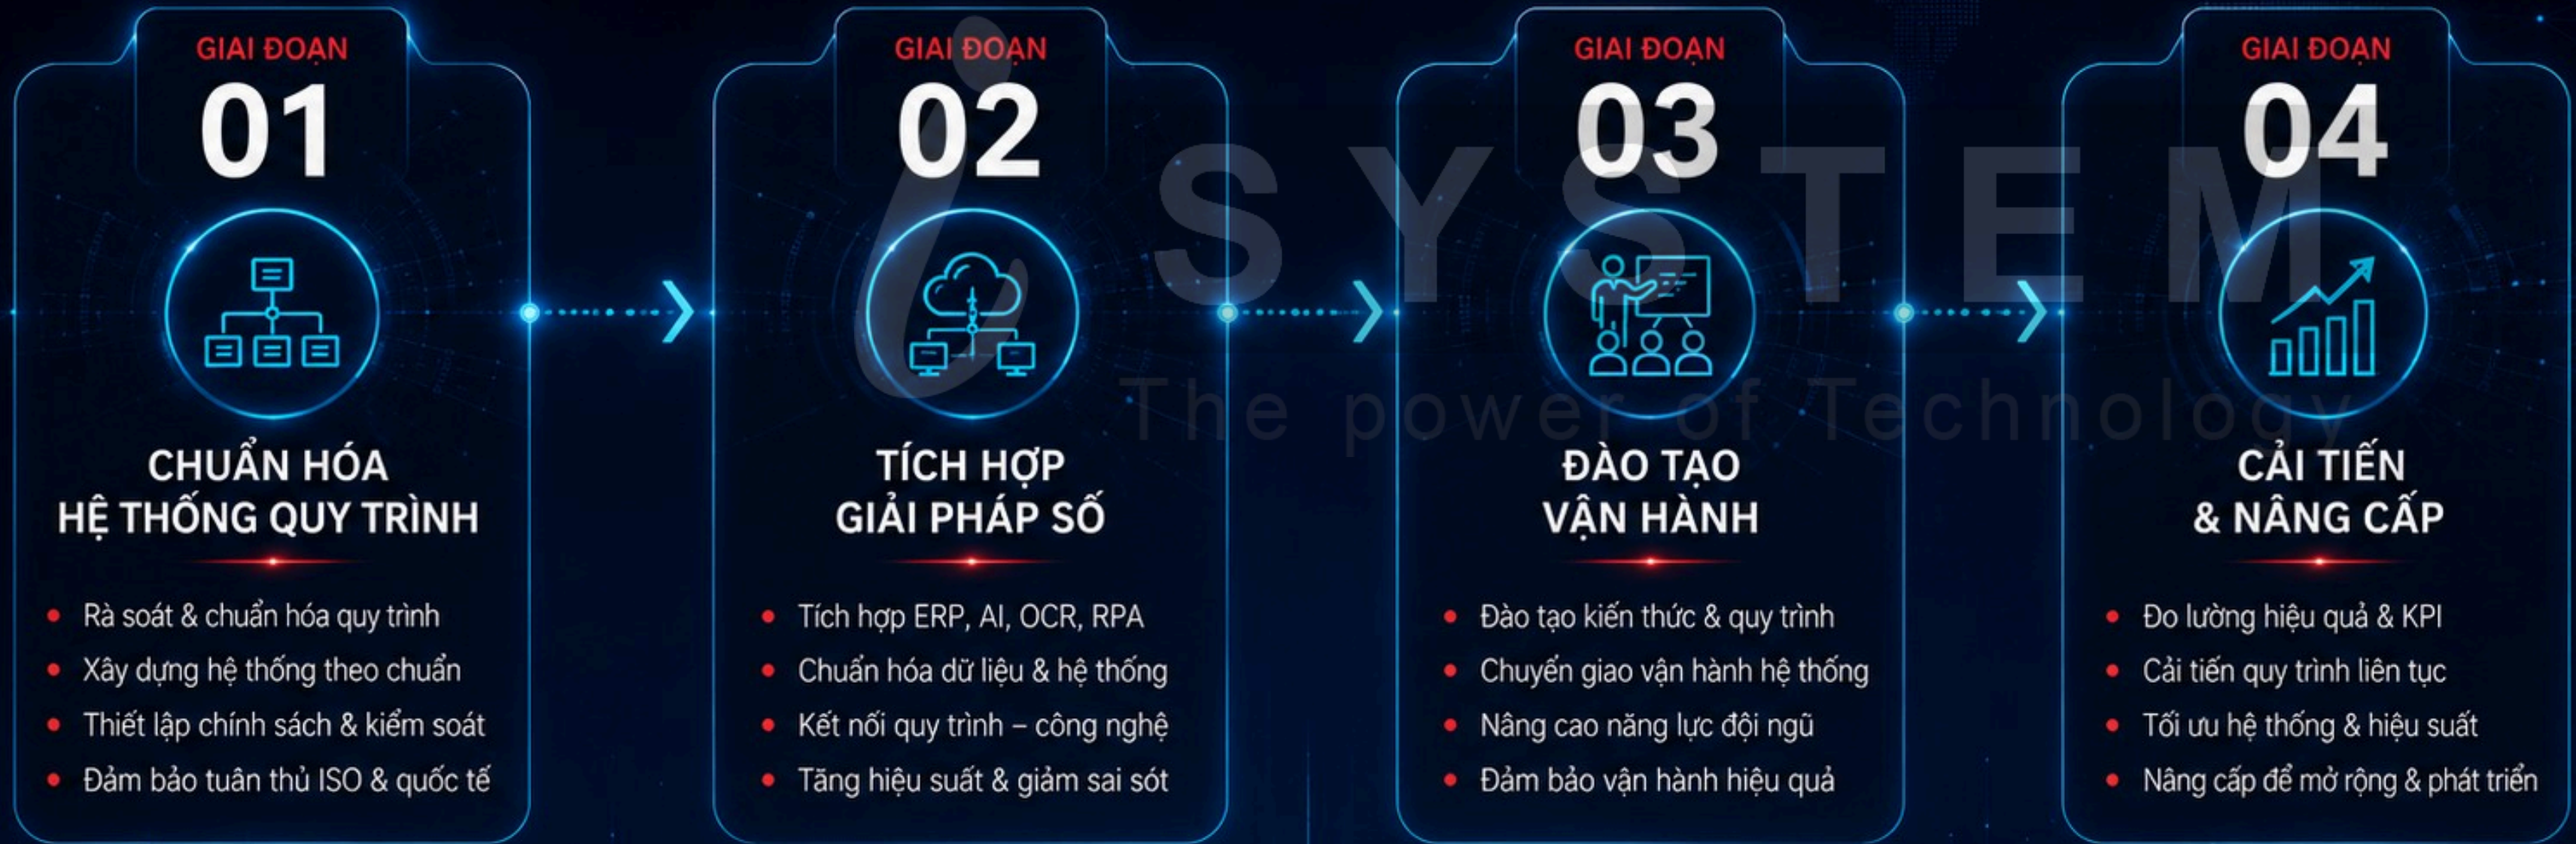 GIAI ĐOẠN
01
CHUẨN HÓA
HỆ THỐNG QUY TRÌNH
Rà soát & chuẩn hóa quy trình
Xây dựng hệ thống theo chuẩn
Thiết lập chính sách & kiểm soát
Đảm bảo tuân thủ ISO & quốc tế
GIAI ĐOẠN
02
TÍCH HỢP
GIẢI PHÁP SỐ
Tích hợp ERP, AI, OCR, RPA
Chuẩn hóa dữ liệu & hệ thống
Kết nối quy trình – công nghệ
Tăng hiệu suất & giảm sai sót
GIAI ĐOẠN
03
ĐÀO TẠO
VẬN HÀNH
Đào tạo kiến thức & quy trình
Chuyển giao vận hành hệ thống
Nâng cao năng lực đội ngũ
Đảm bảo vận hành hiệu quả
GIAI ĐOẠN
04
CẢI TIẾN
& NÂNG CẤP
Đo lường hiệu quả & KPI
Cải tiến quy trình liên tục
Tối ưu hệ thống & hiệu suất
Nâng cấp để mở rộng & phát triển
i SYSTEM
The power of Technology